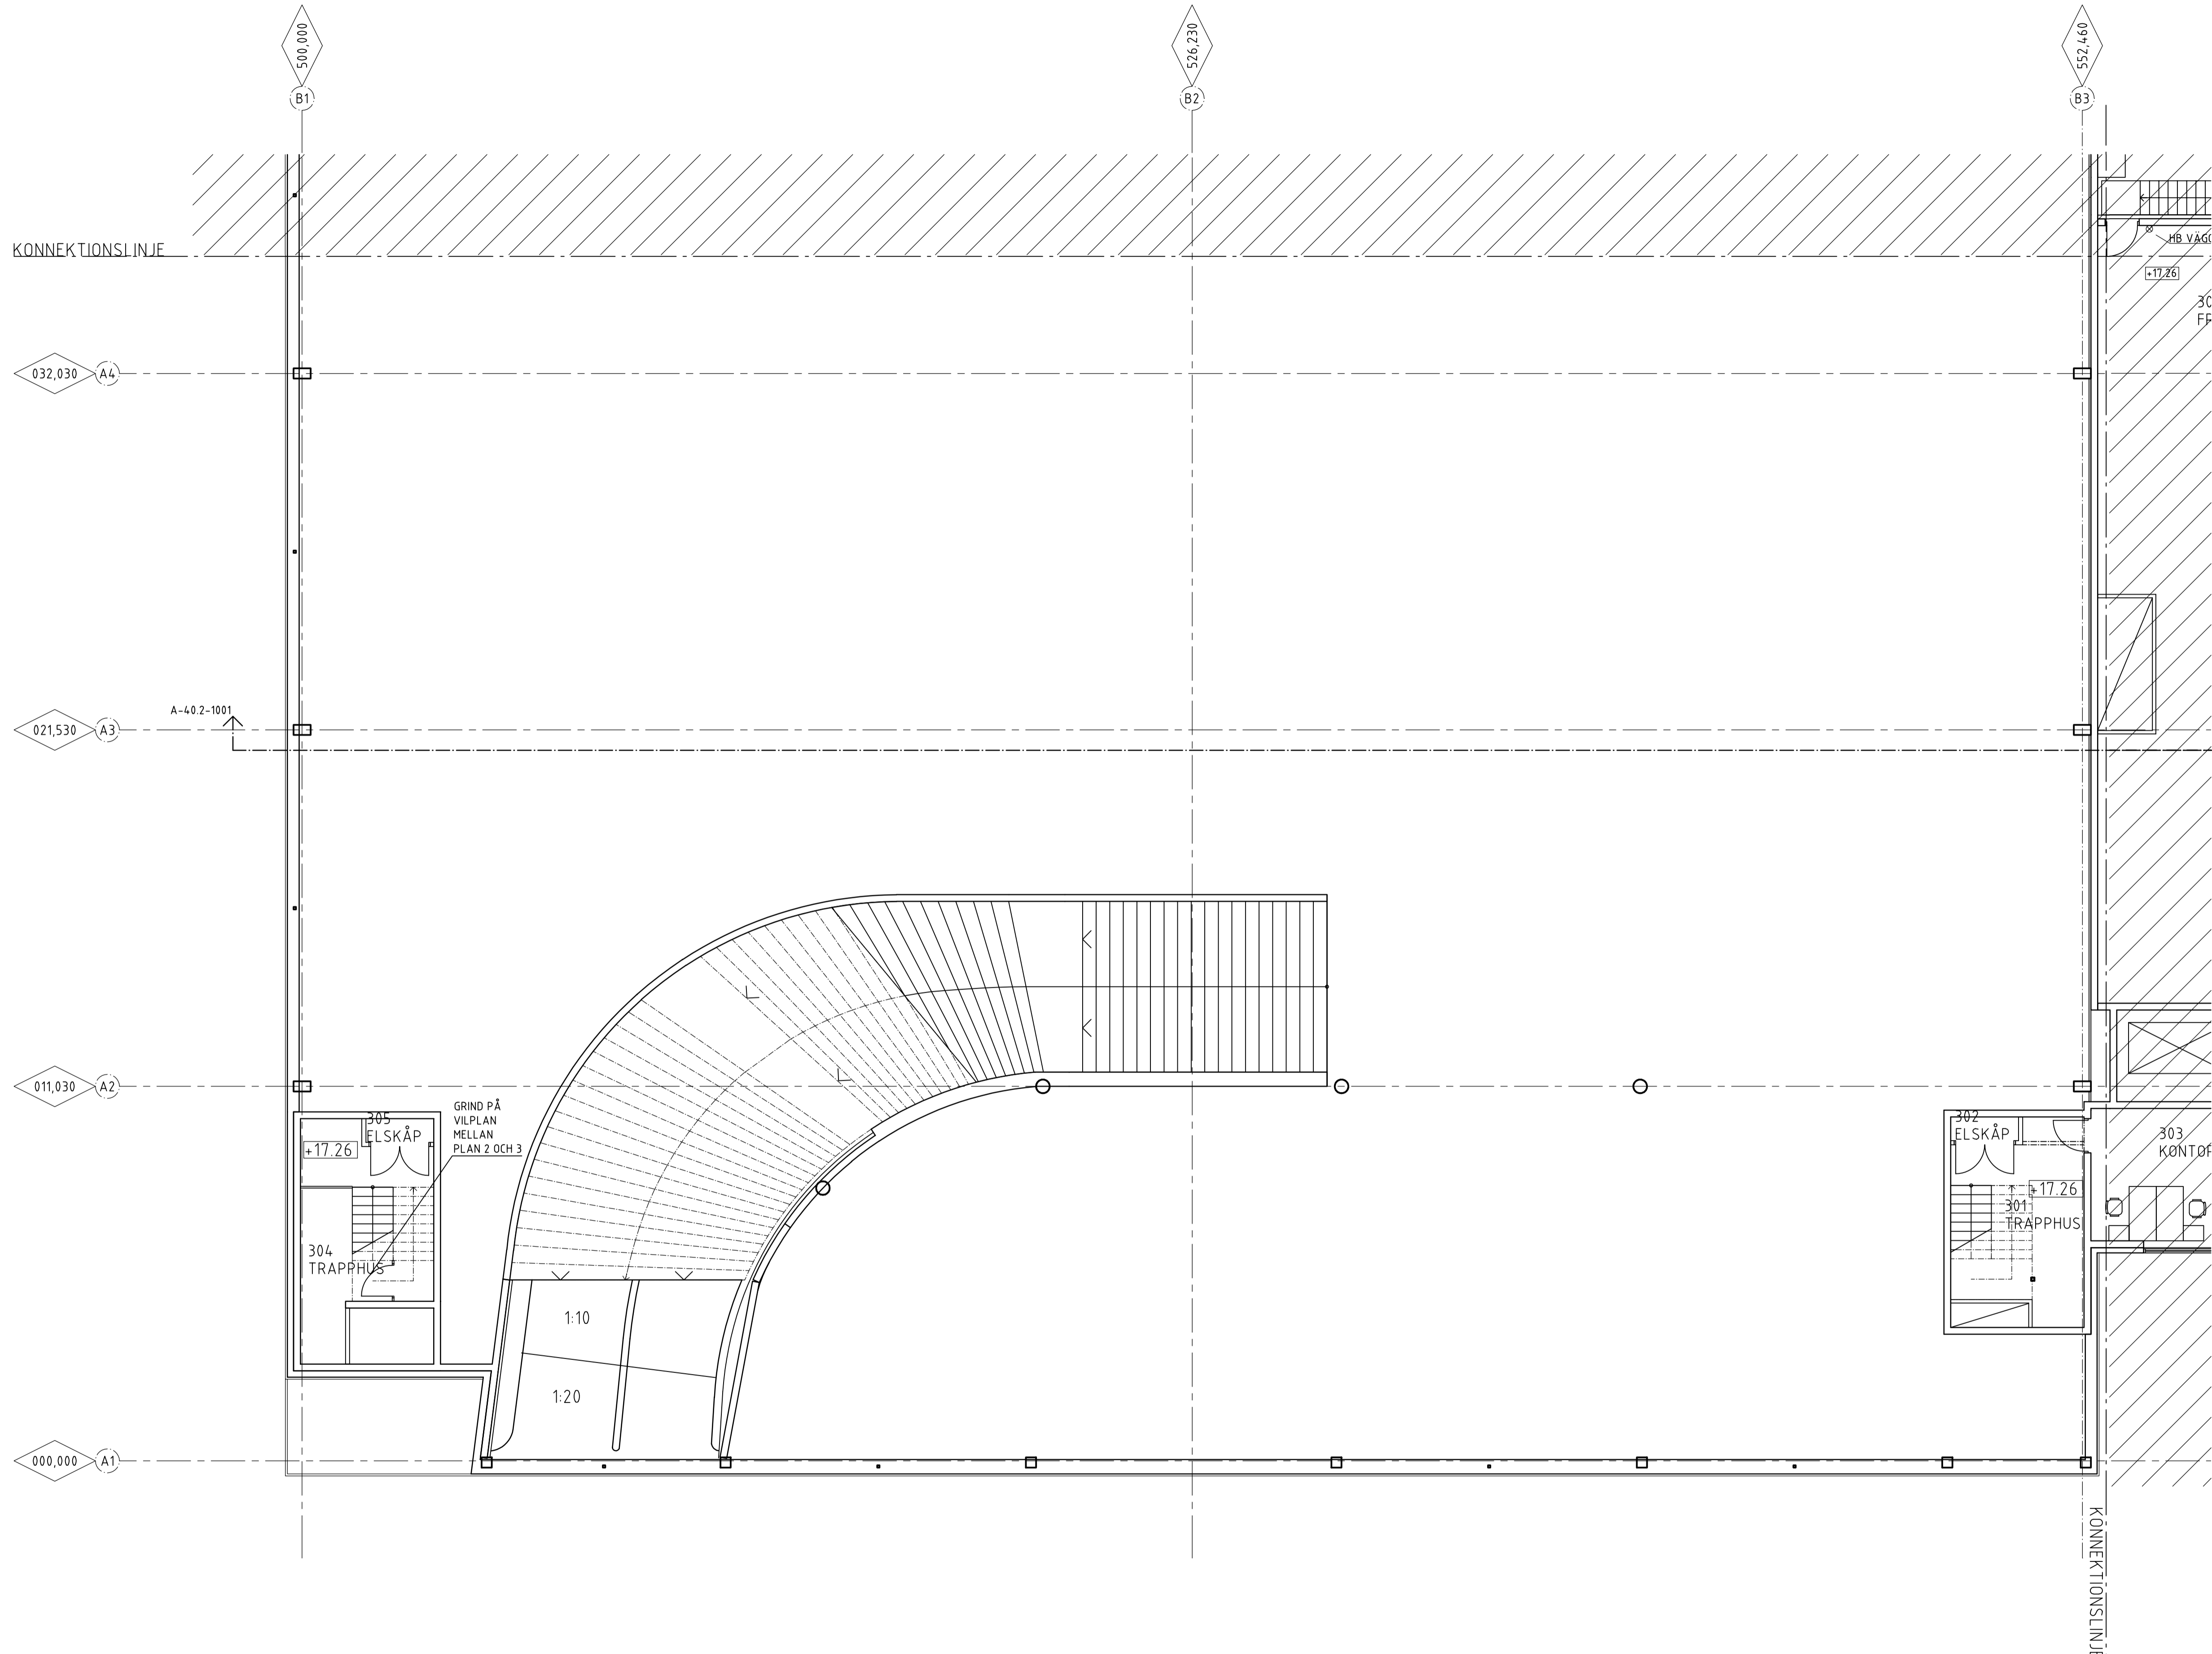 500,000
526,230
552,460
B1
B2
B3
KONNEKTIONSLINJE
HB
+17.26
032,030
A4
A-40.2-1001
021,530
A3
011,030
A2
305
ELSKÅP
+17.26
GRIND PÅ
VILPLAN
MELLAN
PLAN 2 OCH 3
304
TRAPPHUS
302
ELSKÅP
303
+17.26
301
TRAPPHUS
1:10
1:20
000,000
A1
KONNEKTIONSLINJE